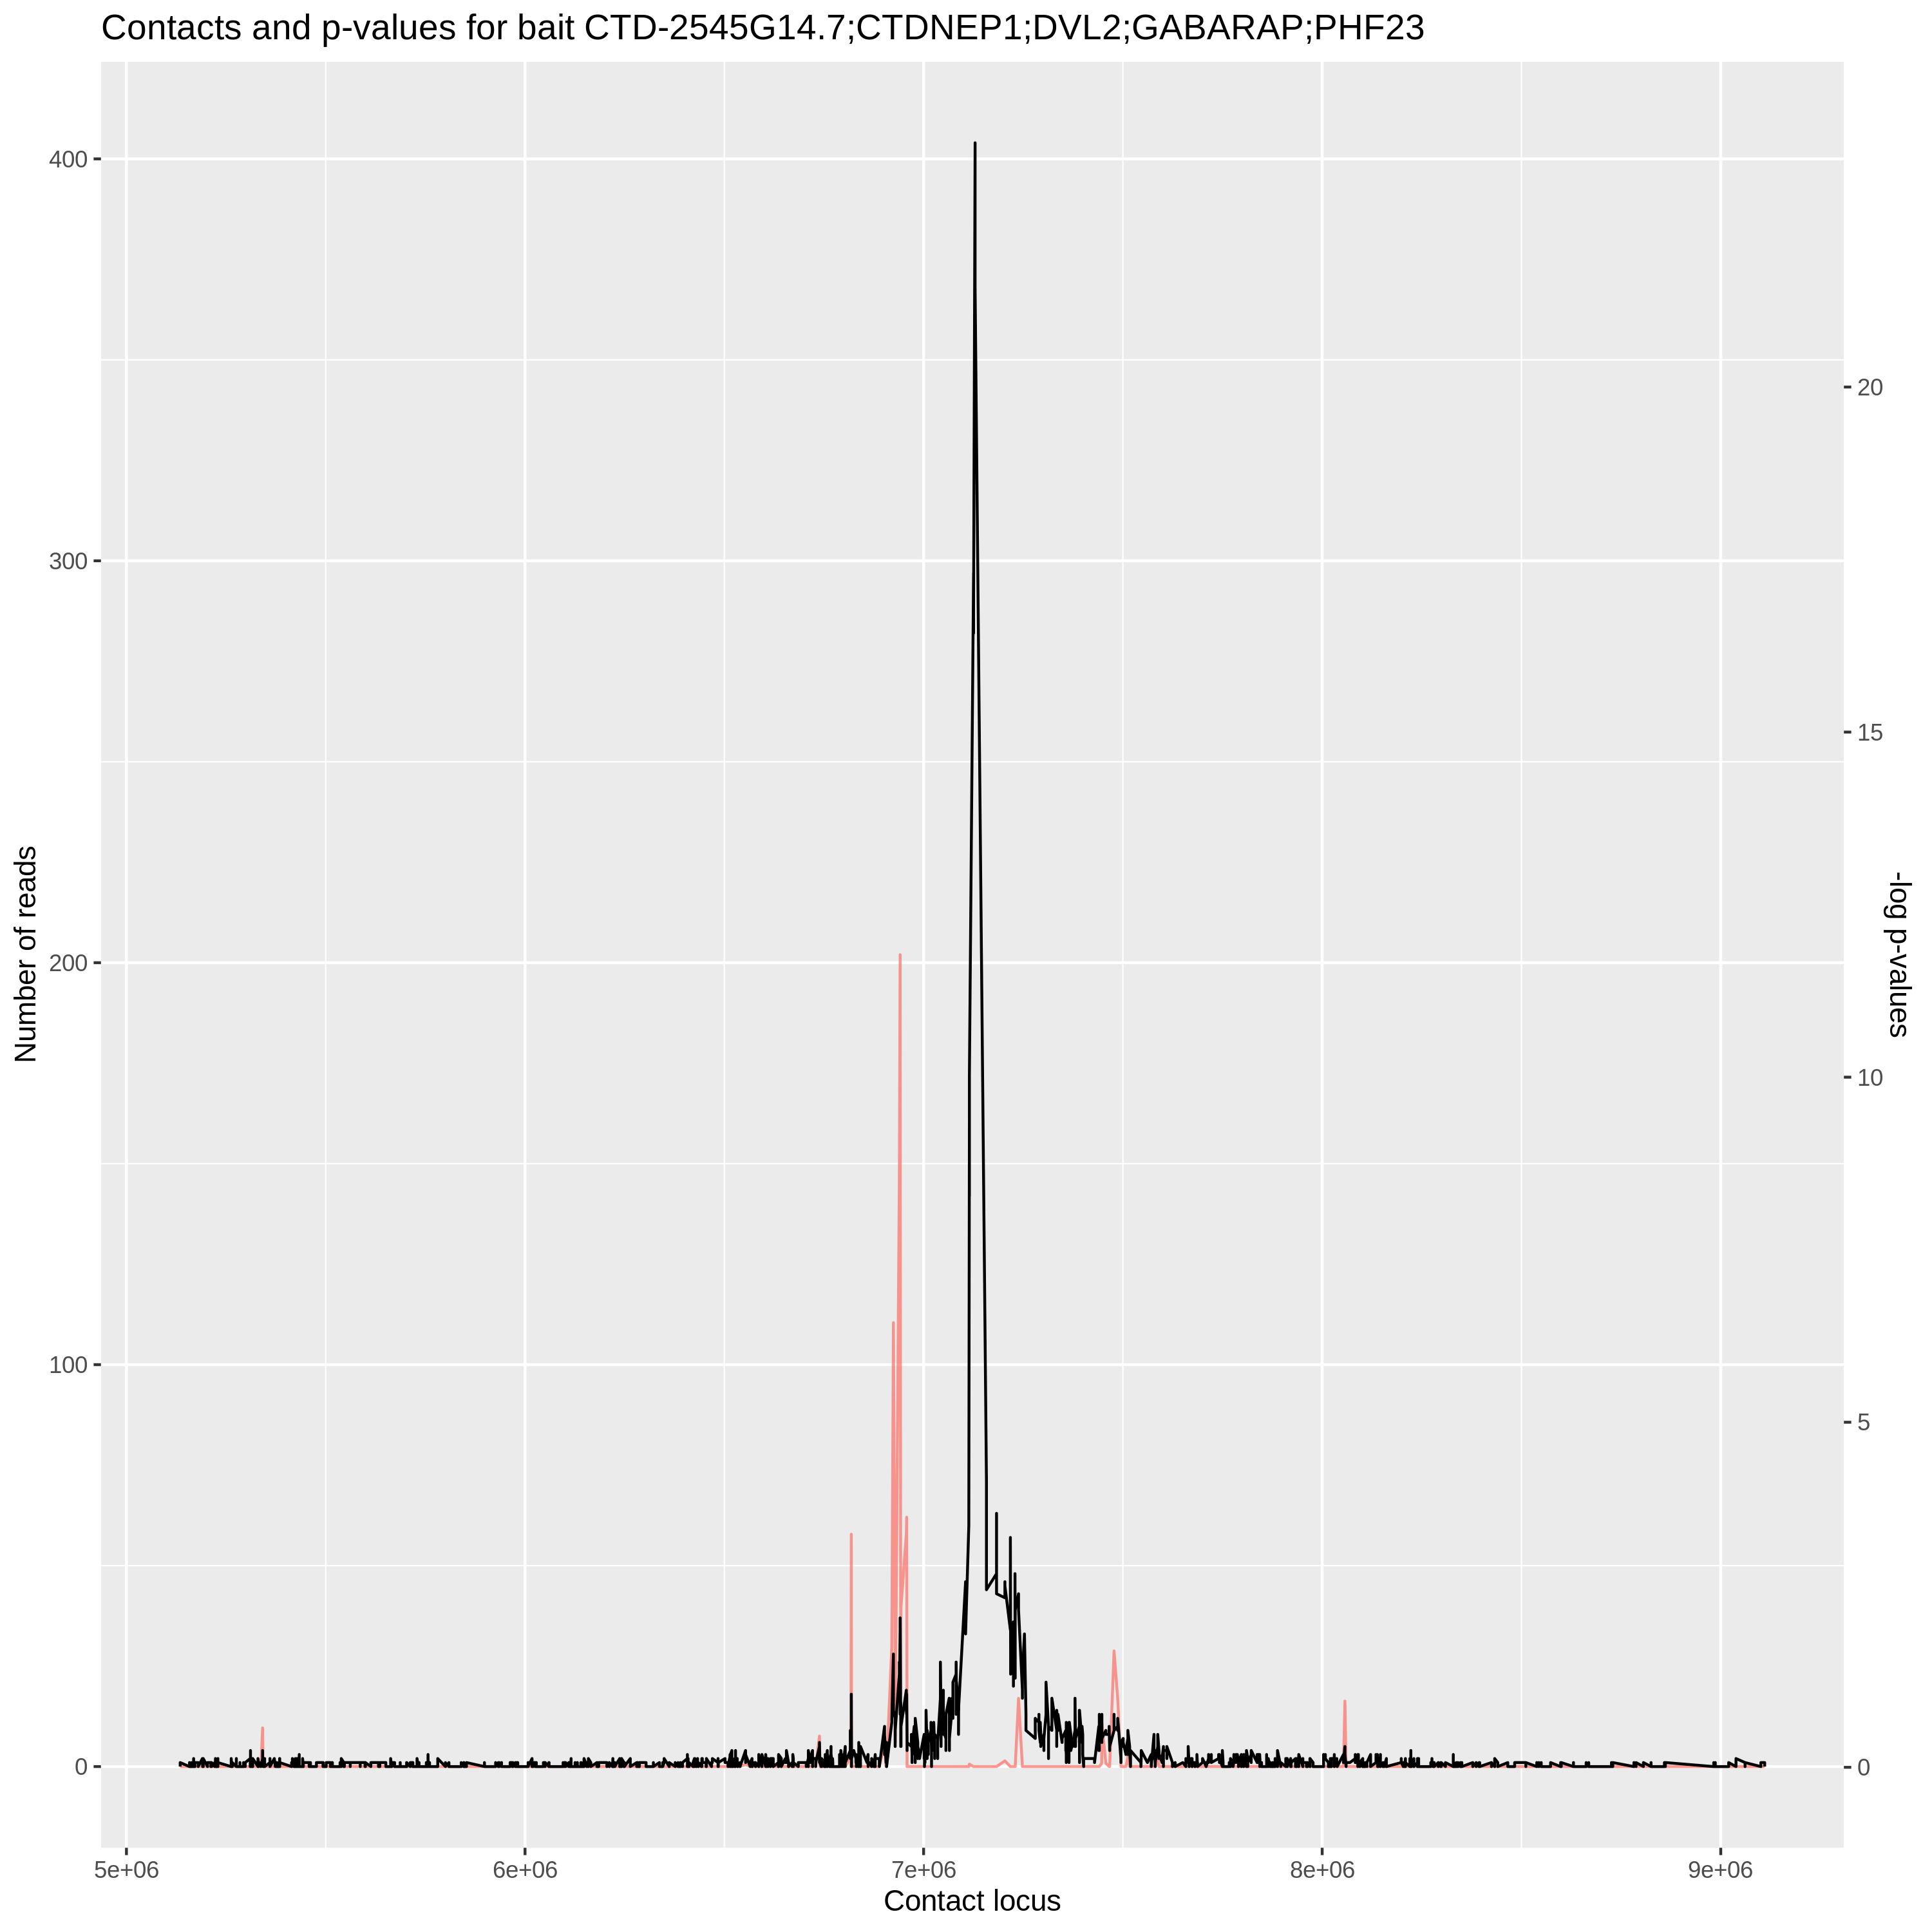 Contacts and p-values for bait CTD-2545G14.7;CTDNEP1;DVL2;GABARAP;PHF23
400
300
200
100
0
Number of reads
20
15
10
5
0
-log p-values
5e+06
6e+06
7e+06
8e+06
9e+06
Contact locus